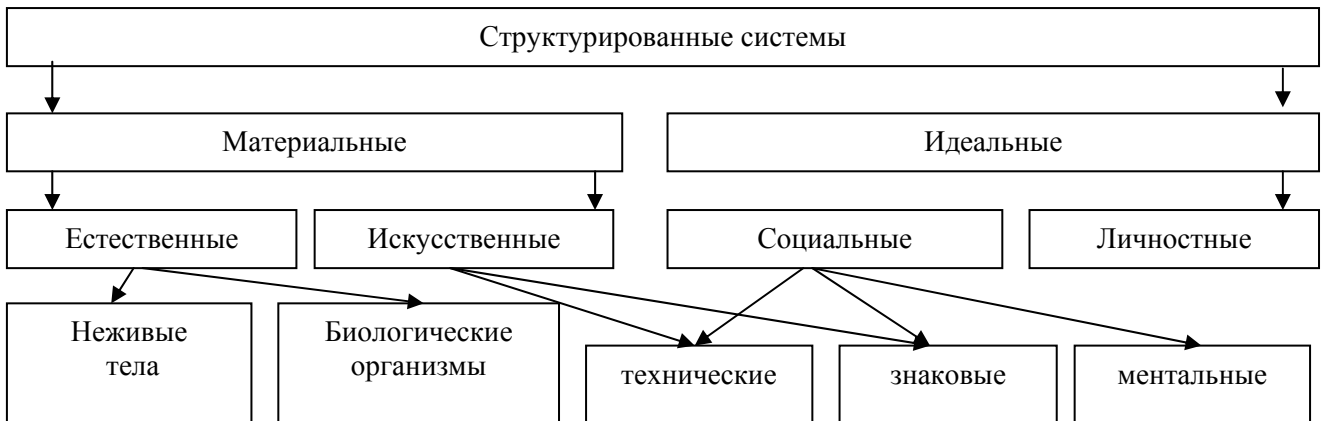 Структурированные системы
Материальные
Идеальные
Естественные
Искусственные
Социальные
Личностные
Неживые
тела
Биологические
организмы
технические
знаковые
ментальные